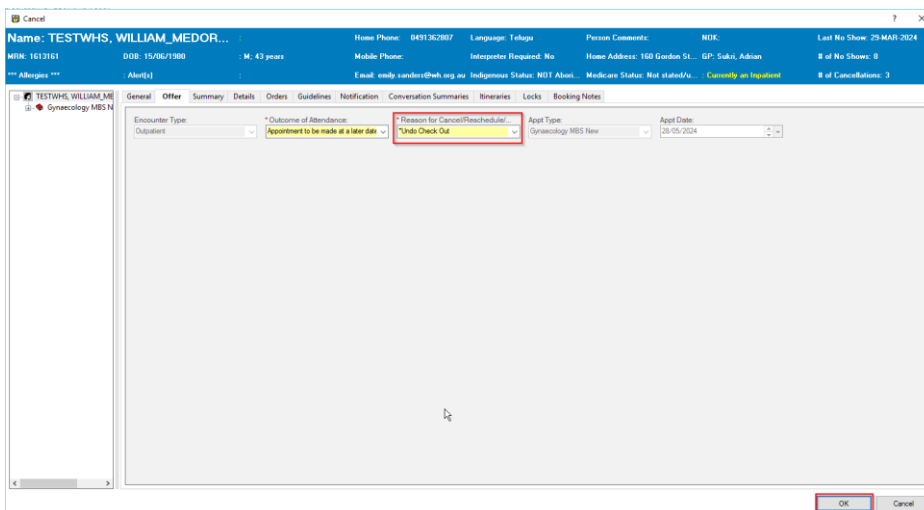 Cancel
? X
Name: TESTWHS, WILLIAM_MEDOR... : Home Phone: 0491362807 Language: Telugu Person Comments: NOK: Last No Show: 29-MAR-2024
MRN: 1613161 DOB: 15/06/1980 : M; 43 years Mobile Phone: Interpreter Required: No Home Address: 160 Gordon St... GP: Sukri, Adrian # of No Shows: 8
*** Allergies *** : Alert(s) : Email: emily.sanders@wh.org.au Indigenous Status: NOT Abori... Medicare Status: Not stated/u... : Currently an Inpatient # of Cancellations: 3
TESTWHS, WILLIAM_ME
Gynaecology MBS N
General Offer Summary Details Orders Guidelines Notification Conversation Summaries Itineraries Locks Booking Notes
Encounter Type: *Outcome of Attendance: * Reason for Cancel/Reschedule/... Appt Type: Appt Date:
Outpatient Appointment to be made at a later date *Undo Check Out Gynaecology MBS New 28/05/2024
OK Cancel